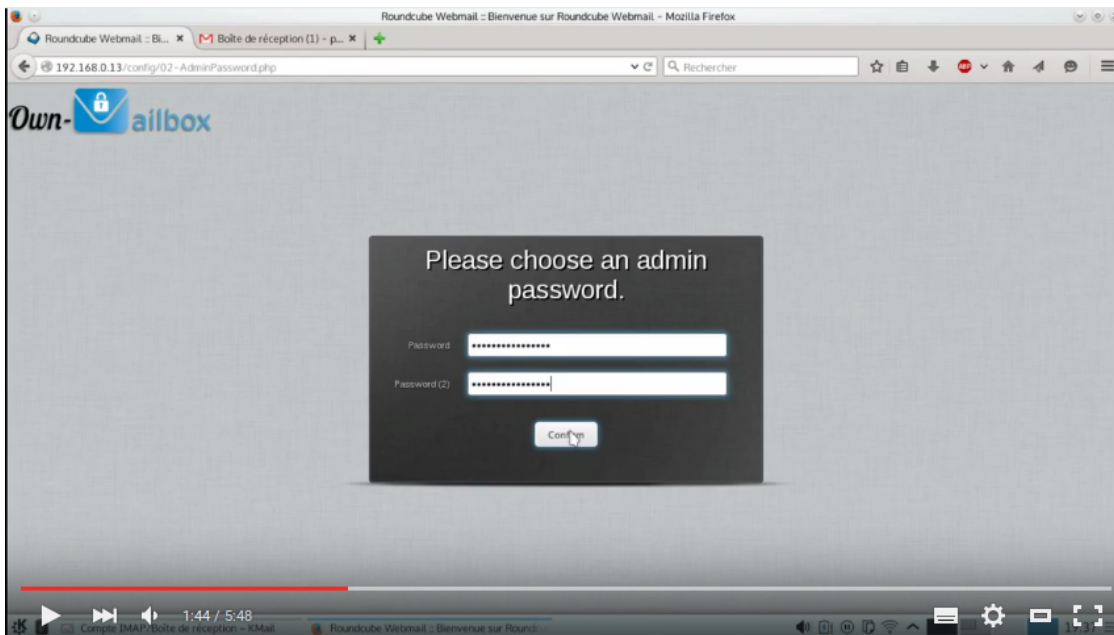 Roundcube Webmail :: Bienvenue sur Roundcube Webmail - Mozilla Firefox
Roundcube Webmail :: Bi...
Boîte de réception (1) - p...
192.168.0.13/config/02-AdminPassword.php
Rechercher
ABP
Own-ailbox
Please choose an admin password.
Password
Password (2)
Confirm
1:44 / 5:48
Compte IMAP/Boîte de réception - KMail
Roundcube Webmail :: Bienvenue sur Roundc